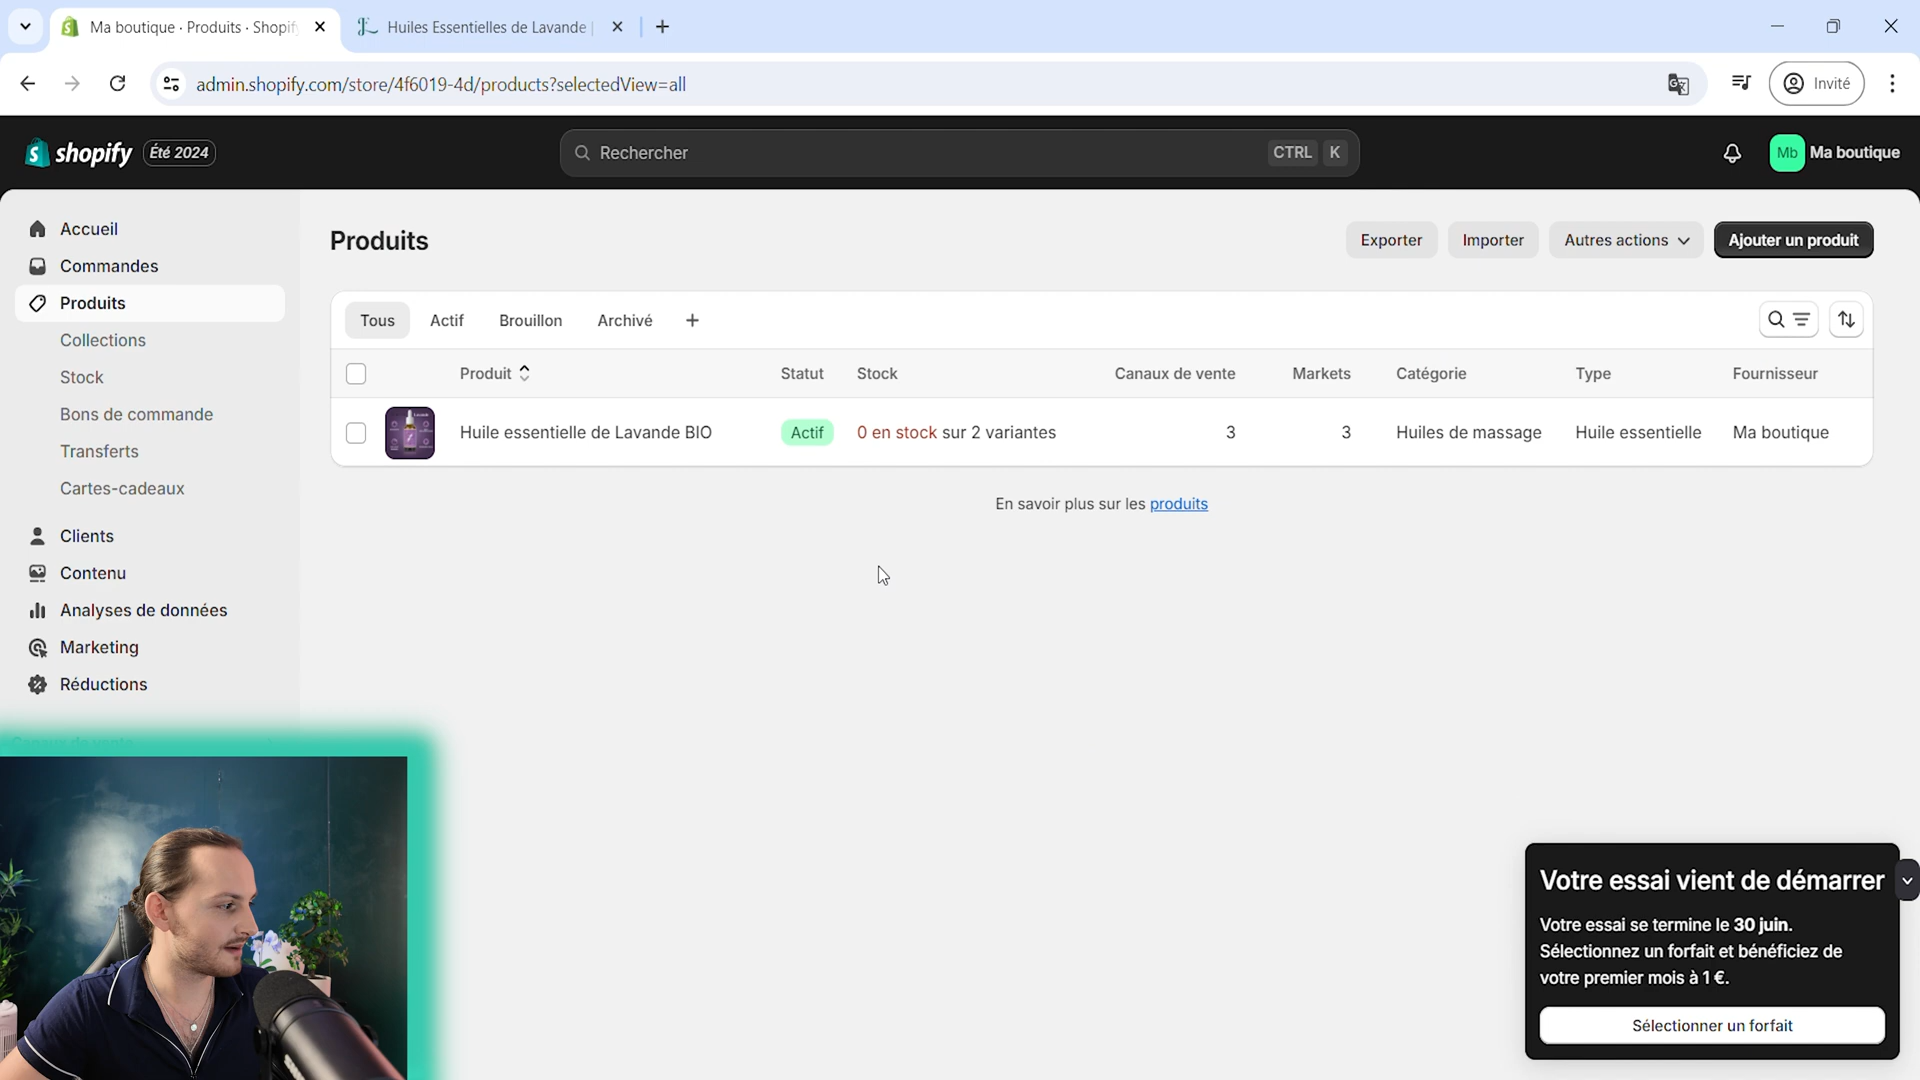 Ma boutique · Produits · Shopif
Huiles Essentielles de Lavande |
admin.shopify.com/store/4f6019-4d/products?selectedView=all
Invité
shopify
Été 2024
Rechercher
CTRL K
Mb
Ma boutique
Accueil
Commandes
Produits
Collections
Stock
Bons de commande
Transferts
Cartes-cadeaux
Clients
Contenu
Analyses de données
Marketing
Réductions
Produits
Exporter
Importer
Autres actions
Ajouter un produit
Tous
Actif
Brouillon
Archivé
+
Produit
Statut
Stock
Canaux de vente
Markets
Catégorie
Type
Fournisseur
Huile essentielle de Lavande BIO
Actif
0 en stock sur 2 variantes
3
3
Huiles de massage
Huile essentielle
Ma boutique
En savoir plus sur les produits
Votre essai vient de démarrer
Votre essai se termine le 30 juin.
Sélectionnez un forfait et bénéficiez de
votre premier mois à 1 €.
Sélectionner un forfait